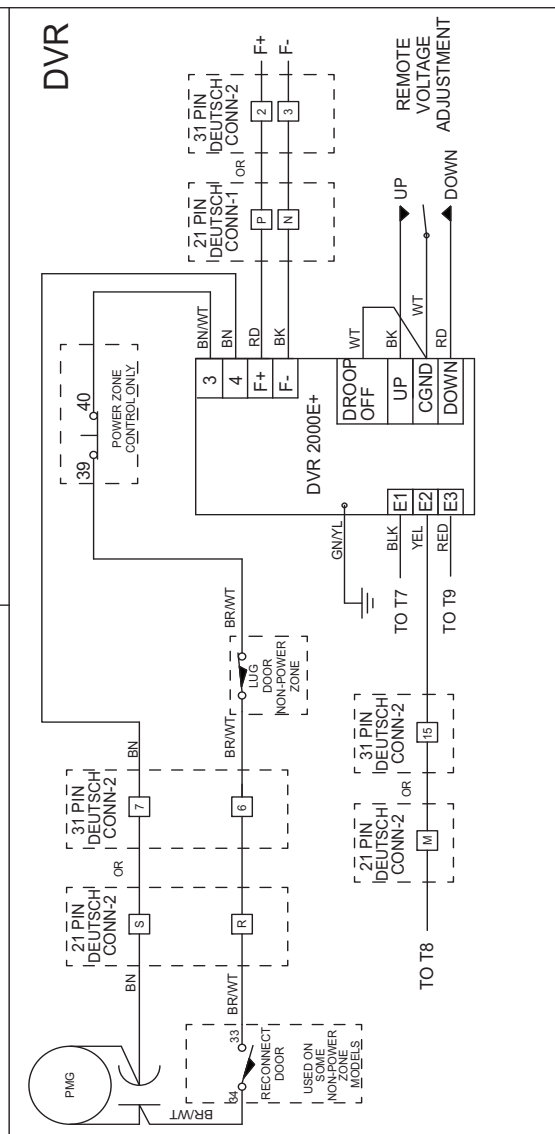 DVR
PMG
BN
BR/WT
BR/WT
34
33
RECONNECT
DOOR
USED ON
SOME
NON-POWER
ZONE
MODELS
21 PIN
DEUTSCH
CONN-2
S
R
OR
31 PIN
DEUTSCH
CONN-2
7
6
BN
BR/WT
LUG
DOOR
NON-POWER
ZONE
BR/WT
39
40
POWER ZONE
CONTROL ONLY
BN/WT
BN
RD
BK
3
4
F+
F-
21 PIN
DEUTSCH
CONN-1
P
N
OR
31 PIN
DEUTSCH
CONN-2
2
3
F+
F-
DVR 2000E+
GN/YL
DROOP
OFF
UP
CGND
DOWN
WT
BK
WT
RD
UP
DOWN
REMOTE
VOLTAGE
ADJUSTMENT
E1
E2
E3
BLK
YEL
RED
TO T7
TO T9
TO T8
21 PIN
DEUTSCH
CONN-2
M
OR
31 PIN
DEUTSCH
CONN-2
15